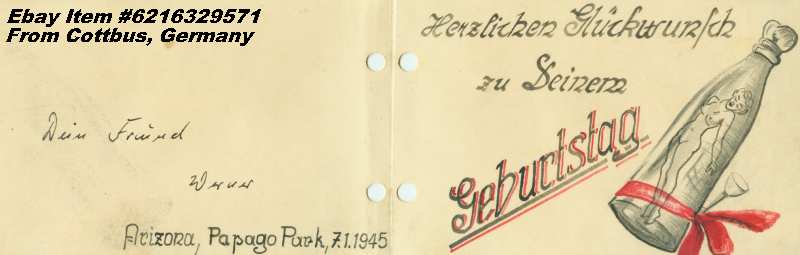 Ebay Item #6216329571
From Cottbus, Germany
Herzlichen Glückwunsch
zu Deinem
Geburtstag
Dein Freund
Werner
Arizona, Papago Park, 7.1.1945